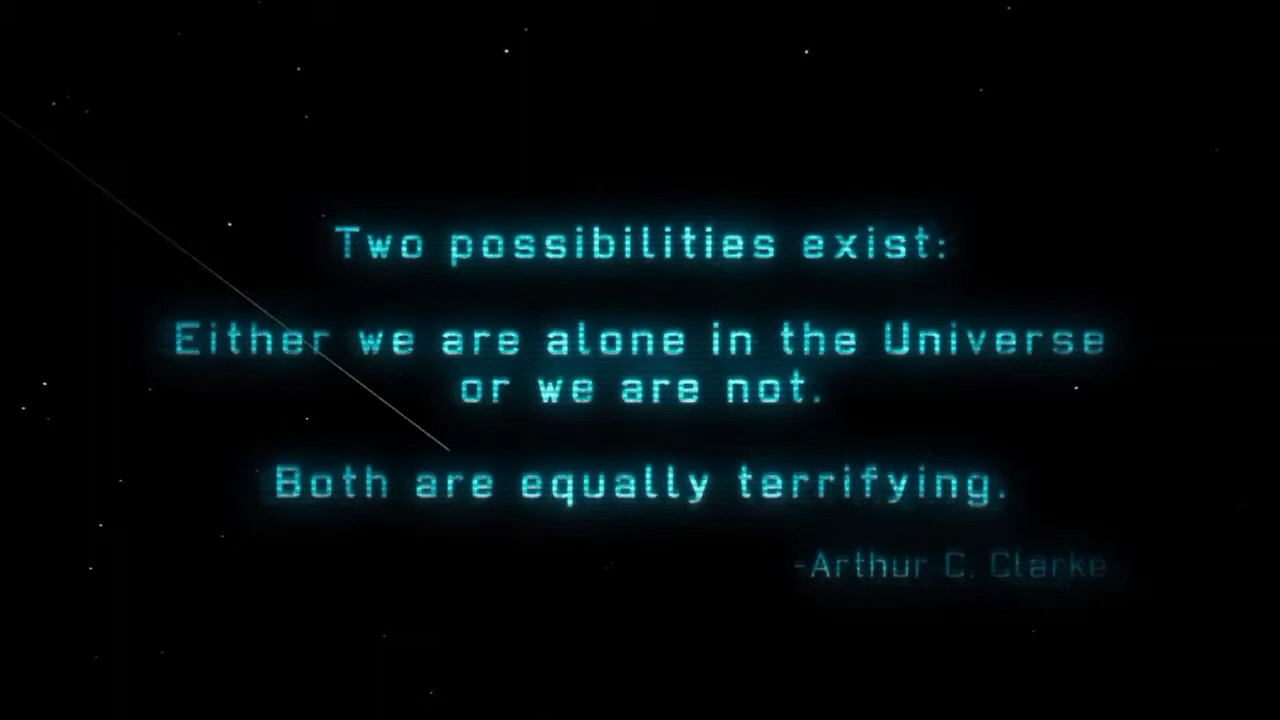 Two possibilities exist:
Either we are alone in the Universe
or we are not.
Both are equally terrifying.
-Arthur C. Clarke